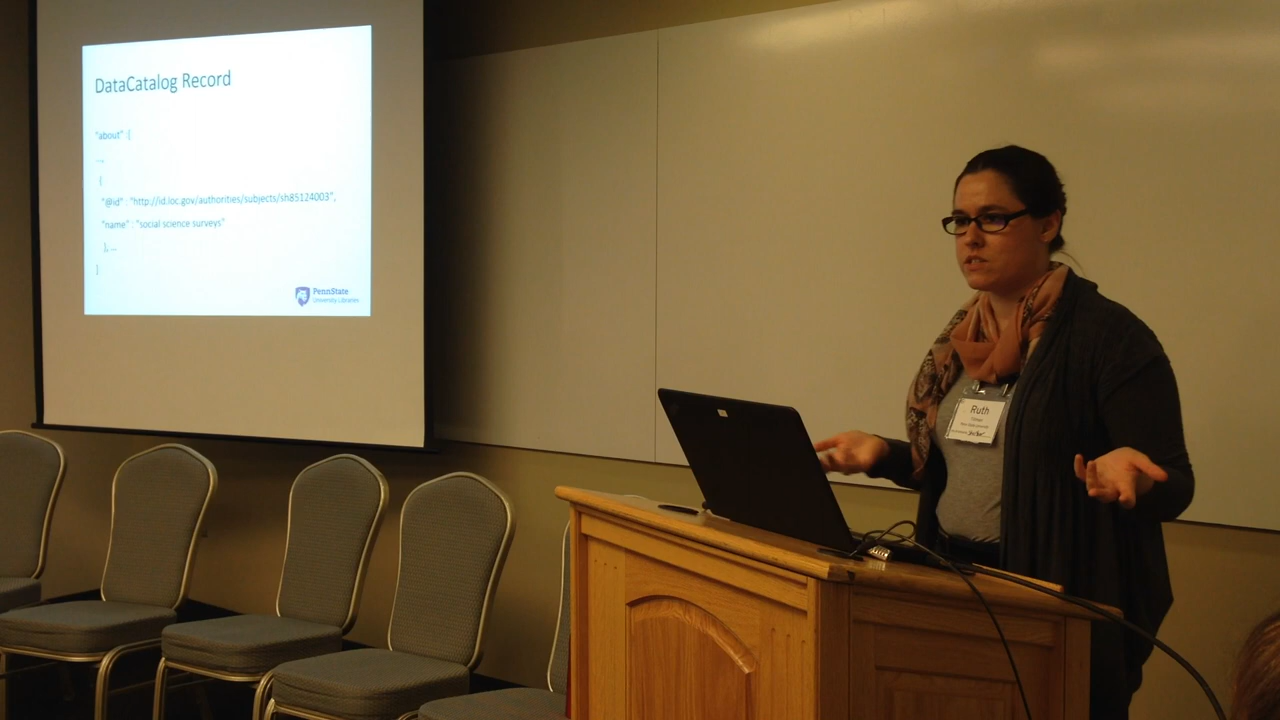 DataCatalog Record
"about" :[
...,
{
"@id" : "http://id.loc.gov/authorities/subjects/sh85124003",
"name" : "social science surveys"
}, ...
]
PennState
University Libraries
Ruth